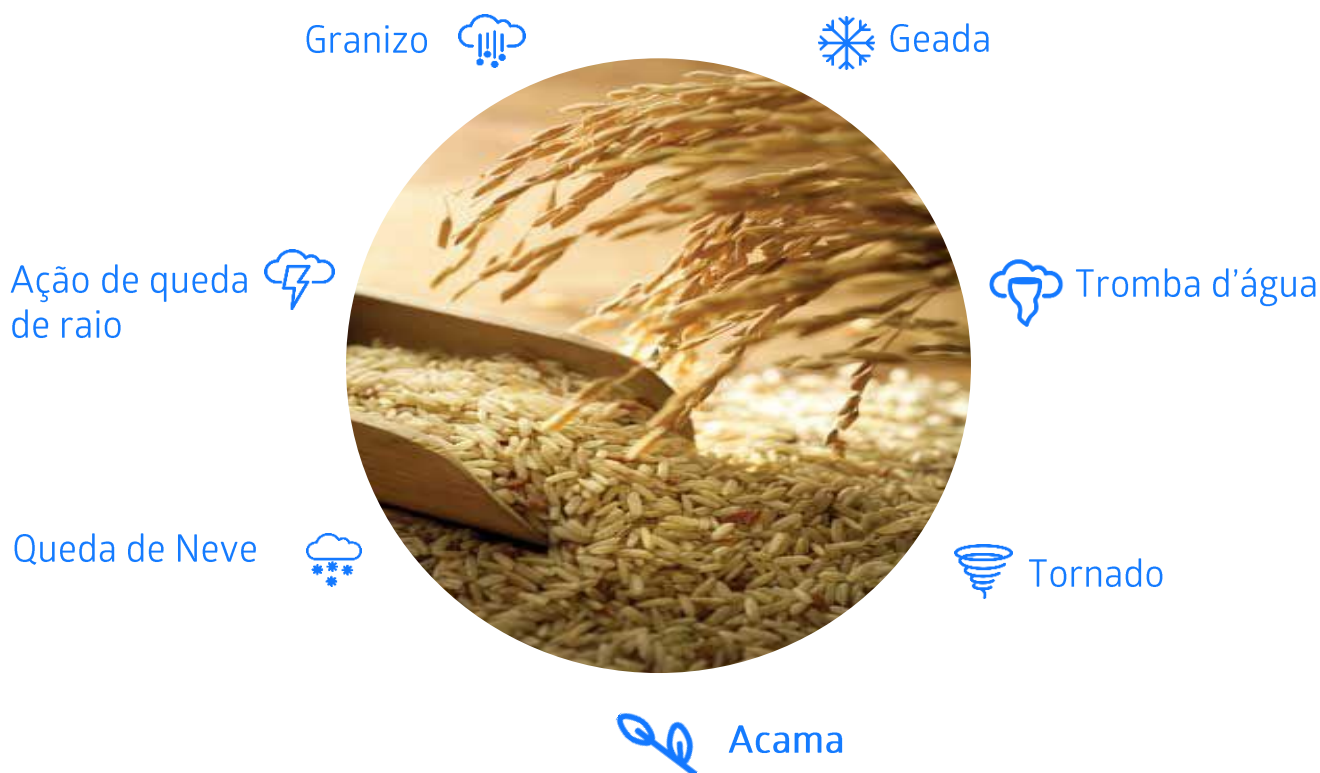 Granizo
Geada
Ação de queda
de raio
Tromba d'água
Queda de Neve
Tornado
Acama